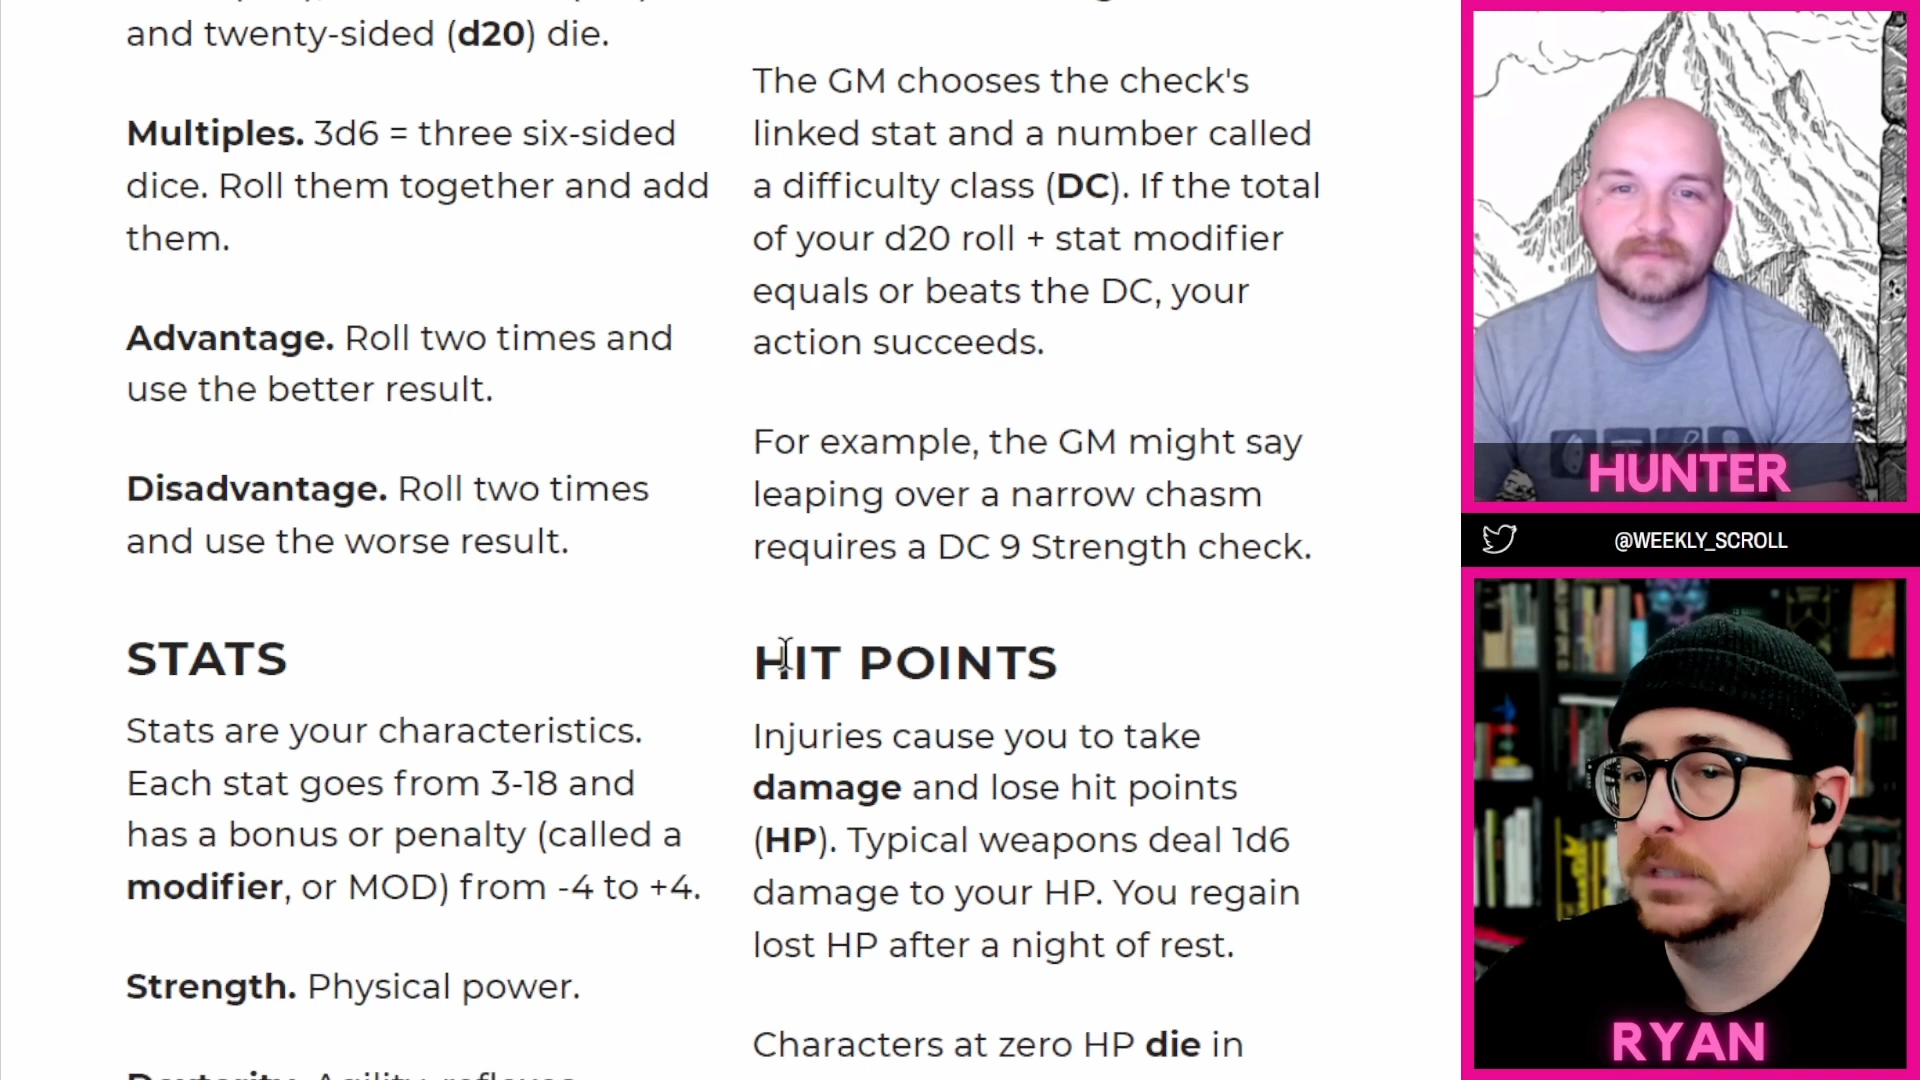 and twenty-sided (d20) die.
Multiples. 3d6 = three six-sided
dice. Roll them together and add
them.
Advantage. Roll two times and
use the better result.
Disadvantage. Roll two times
and use the worse result.
STATS
Stats are your characteristics.
Each stat goes from 3-18 and
has a bonus or penalty (called a
modifier, or MOD) from -4 to +4.
Strength. Physical power.
The GM chooses the check's
linked stat and a number called
a difficulty class (DC). If the total
of your d20 roll + stat modifier
equals or beats the DC, your
action succeeds.
For example, the GM might say
leaping over a narrow chasm
requires a DC 9 Strength check.
HIT POINTS
Injuries cause you to take
damage and lose hit points
(HP). Typical weapons deal 1d6
damage to your HP. You regain
lost HP after a night of rest.
Characters at zero HP die in
HUNTER
@WEEKLY_SCROLL
RYAN